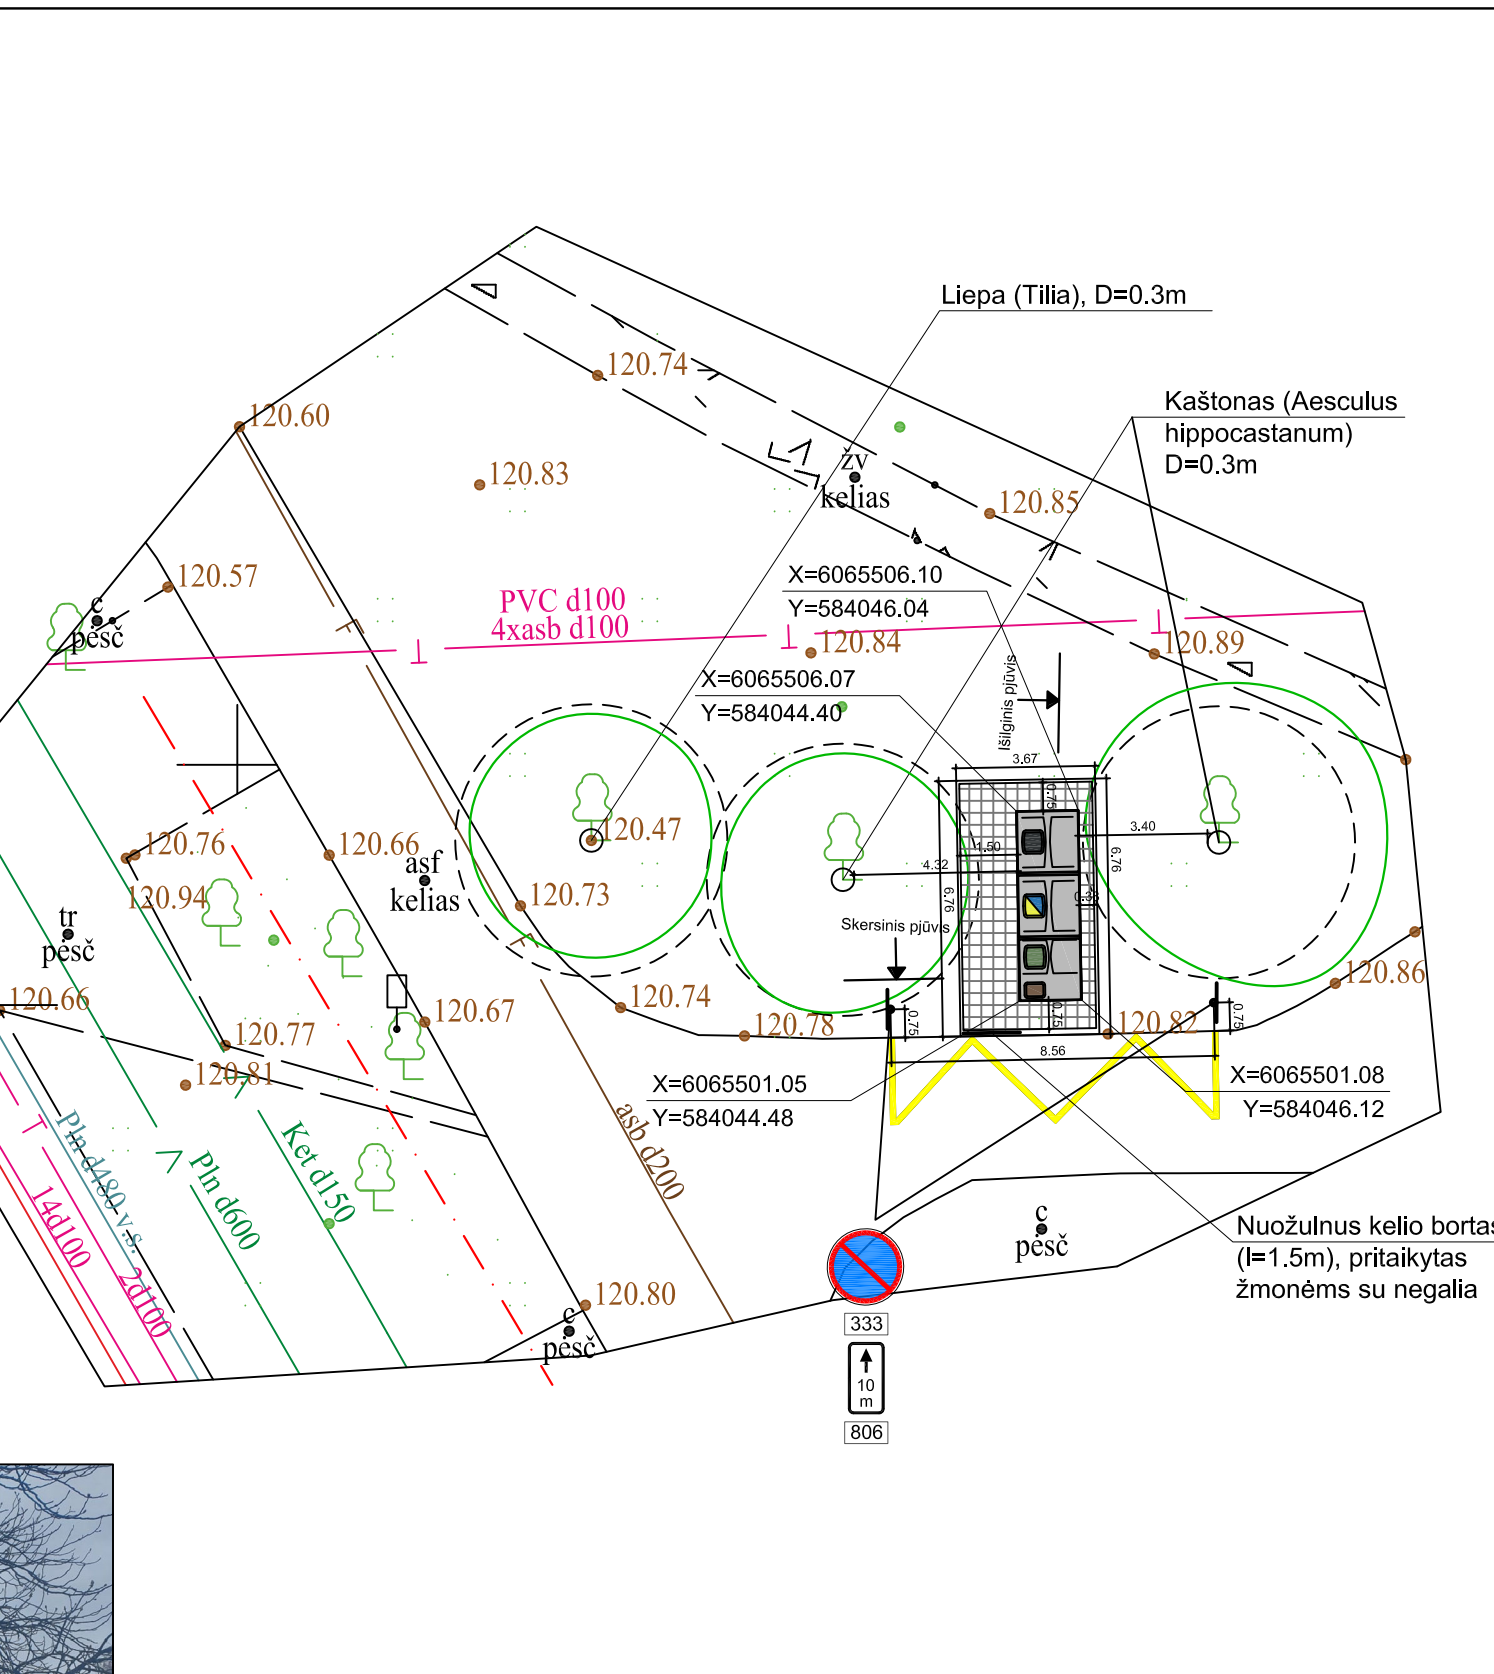 Liepa (Tilia), D=0.3m
120.74
Kaštonas (Aesculus
hippocastanum)
D=0.3m
120.60
120.83
žv
kelias
120.85
120.57
X=6065506.10
Y=584046.04
PVC d100
4xasb d100
c
pėsč
120.84
120.89
X=6065506.07
Y=584044.40
Išilginis pjūvis
3.67
0.75
120.47
3.40
120.76
120.66
1.50
4.32
6.76
6.76
asf
kelias
120.94
120.73
Skersinis pjūvis
tr
pėsč
120.86
120.66
120.67
120.74
120.78
0.75
0.75
120.82
0.75
120.77
8.56
120.81
X=6065501.05
Y=584044.48
X=6065501.08
Y=584046.12
Pln d480 v.s.
Ket d150
asb d200
14d100
Pln d600
2d100
c
pėsč
Nuožulnus kelio bortas
(l=1.5m), pritaikytas
žmonėms su negalia
120.80
c
pėsč
333
10
m
806